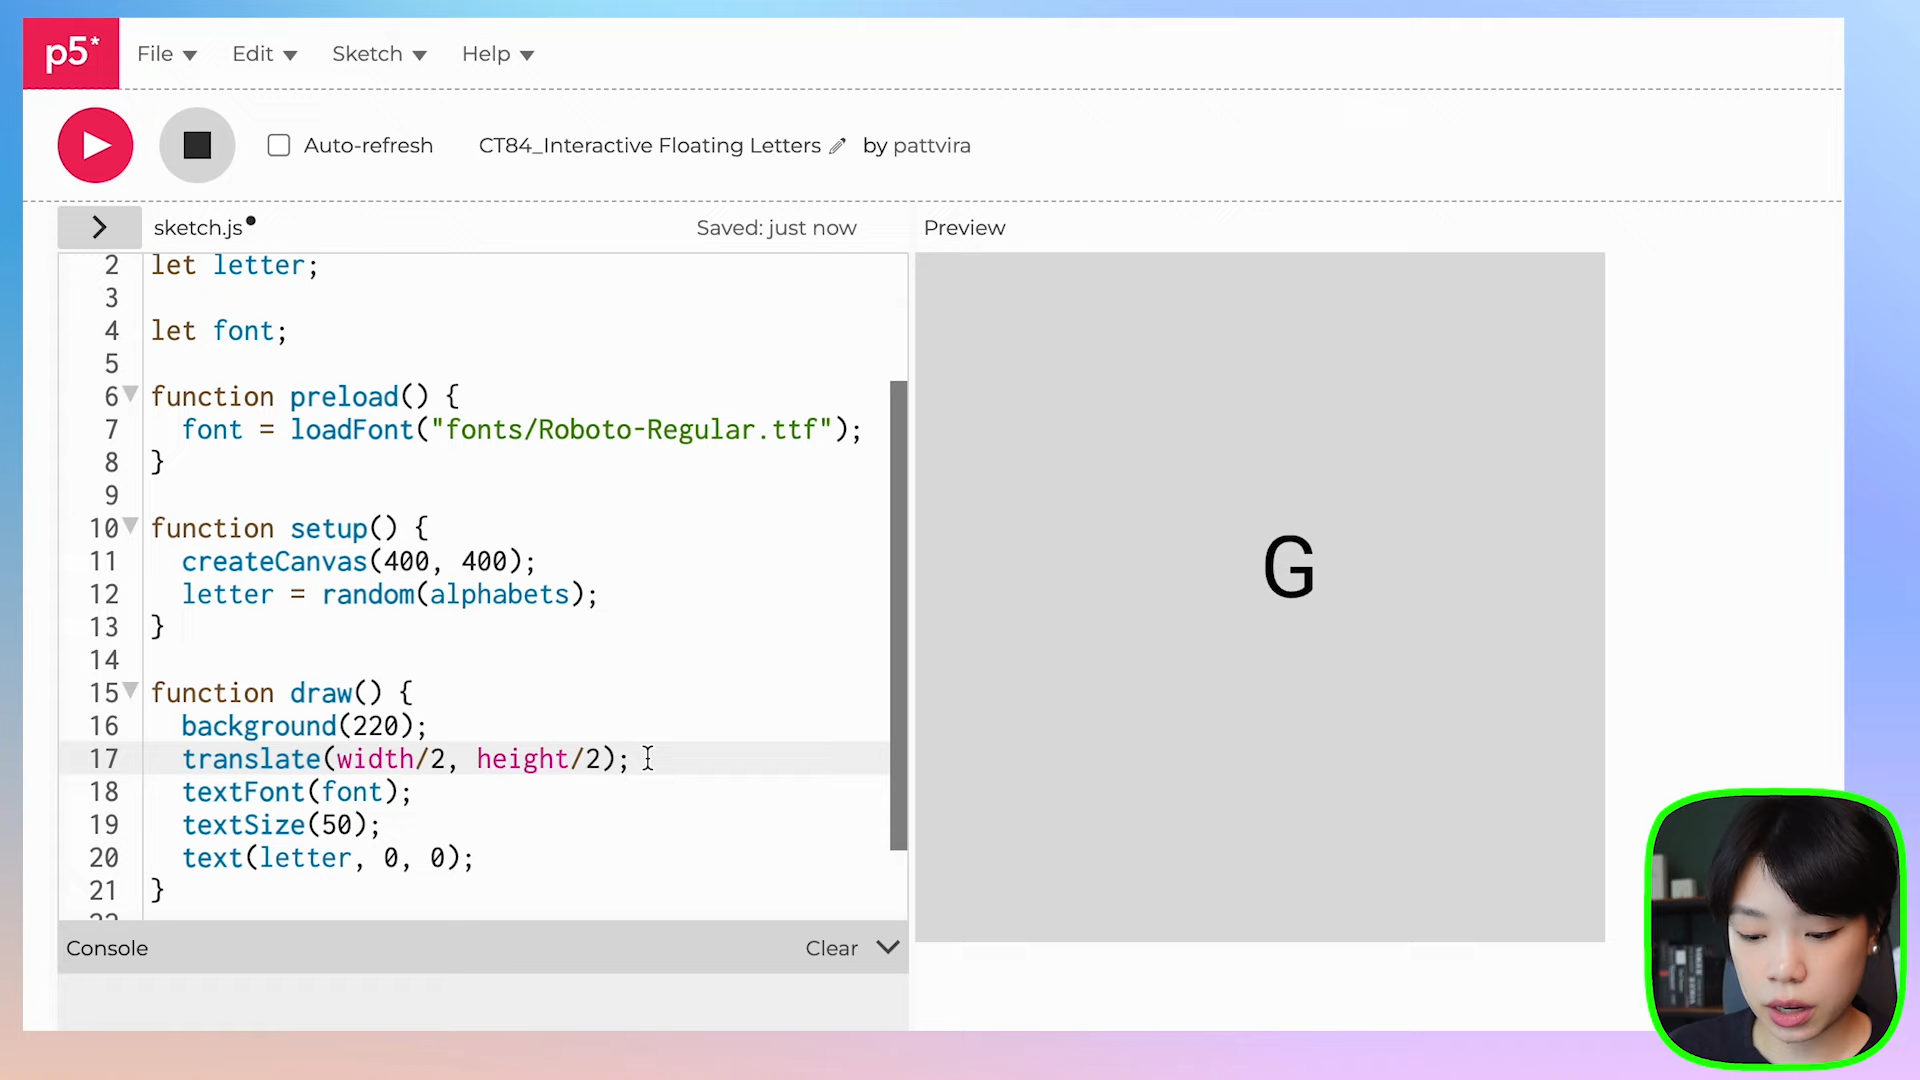 p5*
File
Edit
Sketch
Help
Auto-refresh
CT84_Interactive Floating Letters
by pattvira
sketch.js
Saved: just now
Preview
2 let letter;
3
4 let font;
5
6 function preload() {
7 font = loadFont("fonts/Roboto-Regular.ttf");
8 }
9
10 function setup() {
11 createCanvas(400, 400);
12 letter = random(alphabets);
13 }
14
15 function draw() {
16 background(220);
17 translate(width/2, height/2);
18 textFont(font);
19 textSize(50);
20 text(letter, 0, 0);
21 }
G
Console
Clear